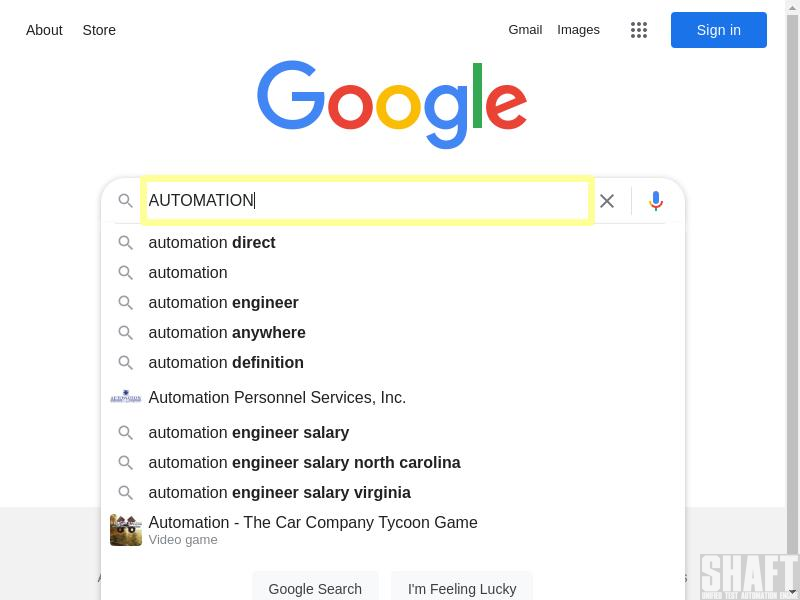 About Store Gmail Images Sign in
Google
AUTOMATION
automation direct
automation
automation engineer
automation anywhere
automation definition
Automation Personnel Services, Inc.
automation engineer salary
automation engineer salary north carolina
automation engineer salary virginia
Automation - The Car Company Tycoon Game
Video game
Google Search I'm Feeling Lucky
SHAFT